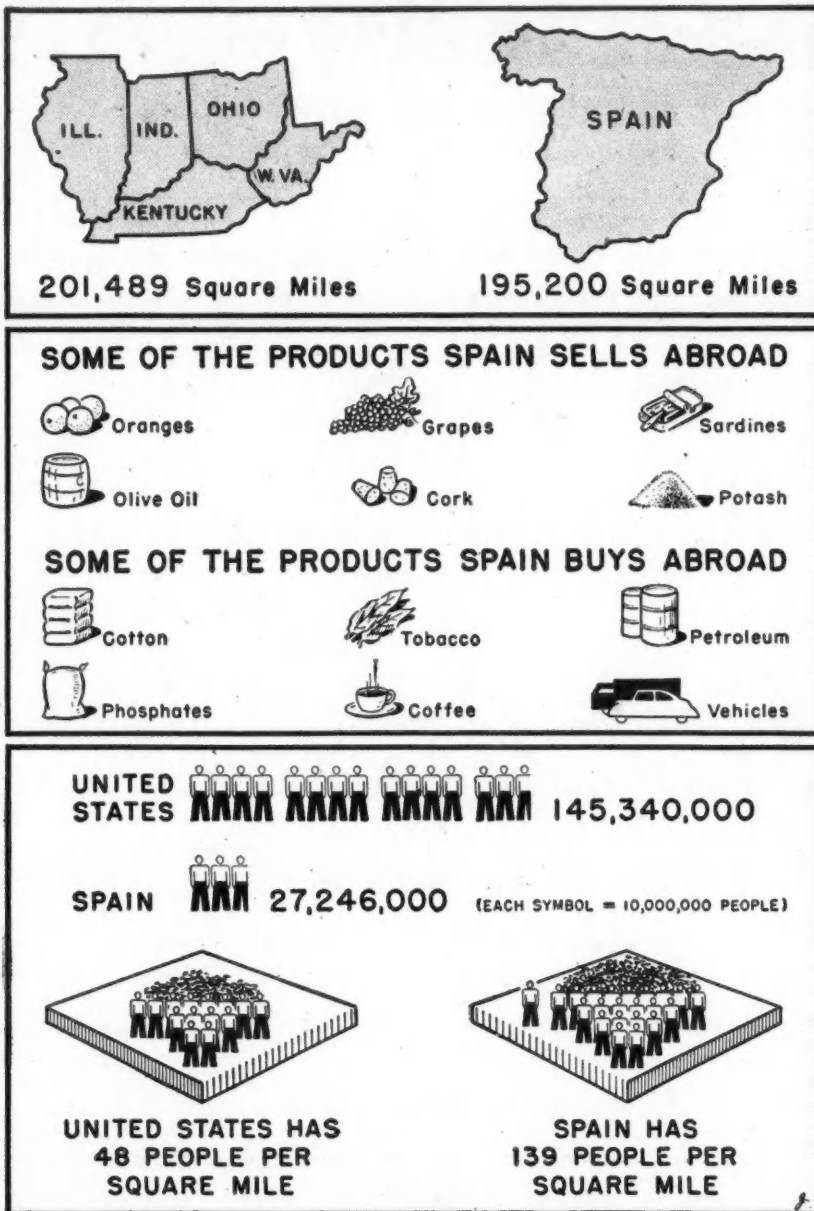 ILL.
IND.
OHIO
W. VA.
KENTUCKY
SPAIN
201,489 Square Miles
195,200 Square Miles
SOME OF THE PRODUCTS SPAIN SELLS ABROAD
Oranges
Grapes
Sardines
Olive Oil
Cork
Potash
SOME OF THE PRODUCTS SPAIN BUYS ABROAD
Cotton
Tobacco
Petroleum
Phosphates
Coffee
Vehicles
UNITED
STATES
145,340,000
SPAIN
27,246,000
(EACH SYMBOL = 10,000,000 PEOPLE)
UNITED STATES HAS
48 PEOPLE PER
SQUARE MILE
SPAIN HAS
139 PEOPLE PER
SQUARE MILE